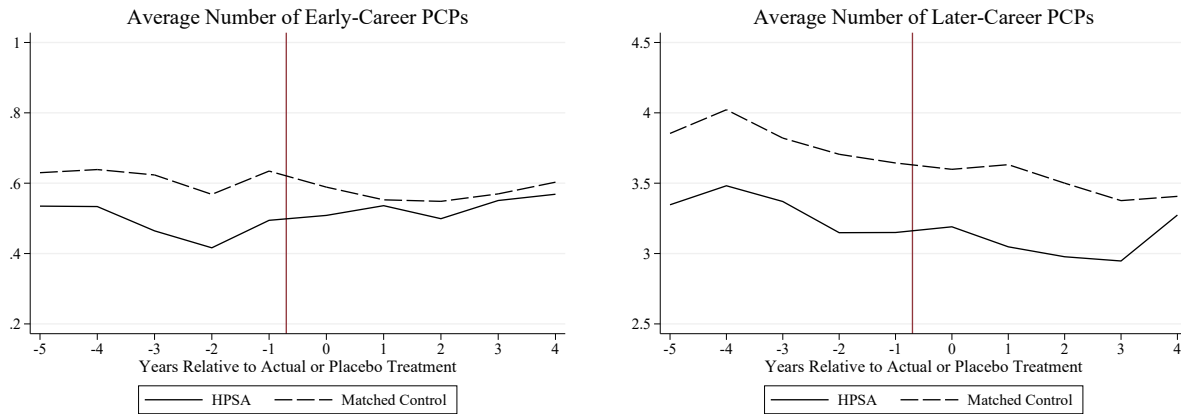 Average Number of Early-Career PCPs
1
.8
.6
.4
.2
-5 -4 -3 -2 -1 0 1 2 3 4
Years Relative to Actual or Placebo Treatment
HPSA Matched Control
Average Number of Later-Career PCPs
4.5
4
3.5
3
2.5
-5 -4 -3 -2 -1 0 1 2 3 4
Years Relative to Actual or Placebo Treatment
HPSA Matched Control